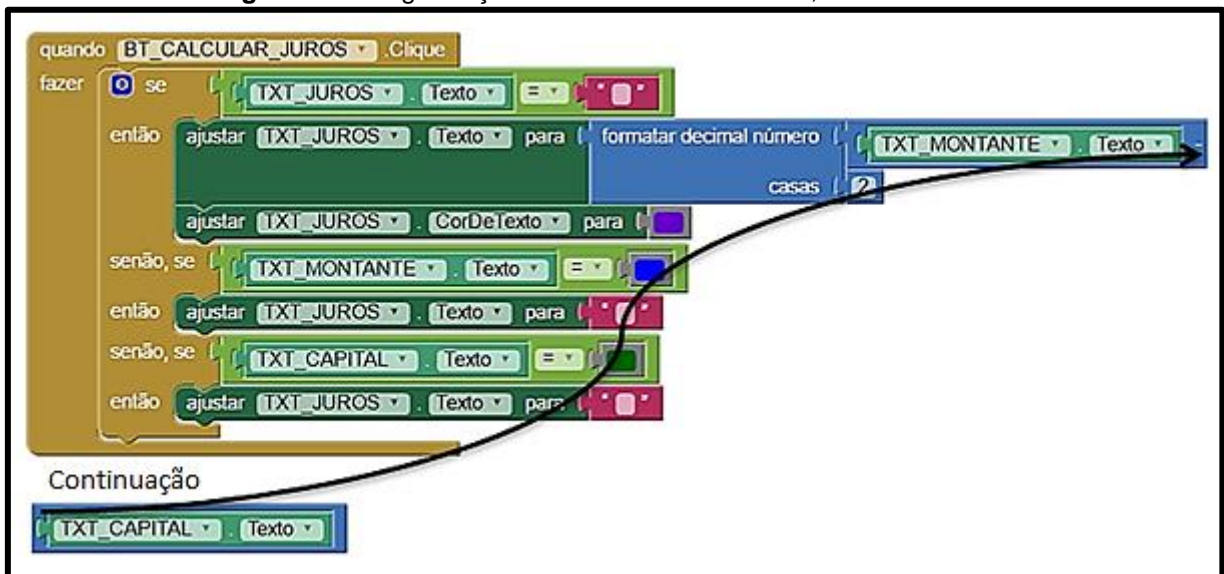 quando BT_CALCULAR_JUROS .Clique
fazer se TXT_JUROS . Texto = " "
então ajustar TXT_JUROS . Texto para formatar decimal número TXT_MONTANTE . Texto -
casas 2
ajustar TXT_JUROS . CorDeTexto para
senão, se TXT_MONTANTE . Texto =
então ajustar TXT_JUROS . Texto para " "
senão, se TXT_CAPITAL . Texto =
então ajustar TXT_JUROS . Texto para " "
Continuação
TXT_CAPITAL . Texto